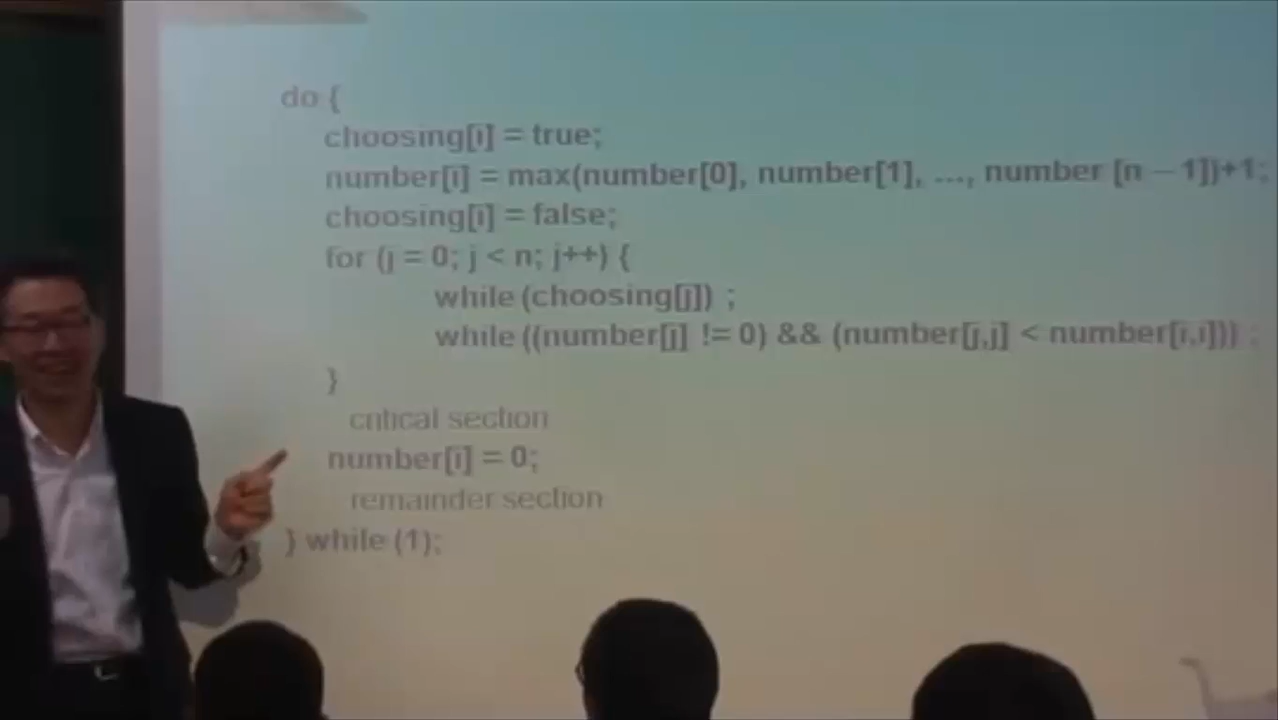 do {
choosing[i] = true;
number[i] = max(number[0], number[1], ..., number [n – 1])+1;
choosing[i] = false;
for (j = 0; j < n; j++) {
while (choosing[j]) ;
while ((number[j] != 0) && (number[j,j] < number[i,i])) ;
}
critical section
number[i] = 0;
remainder section
} while (1);